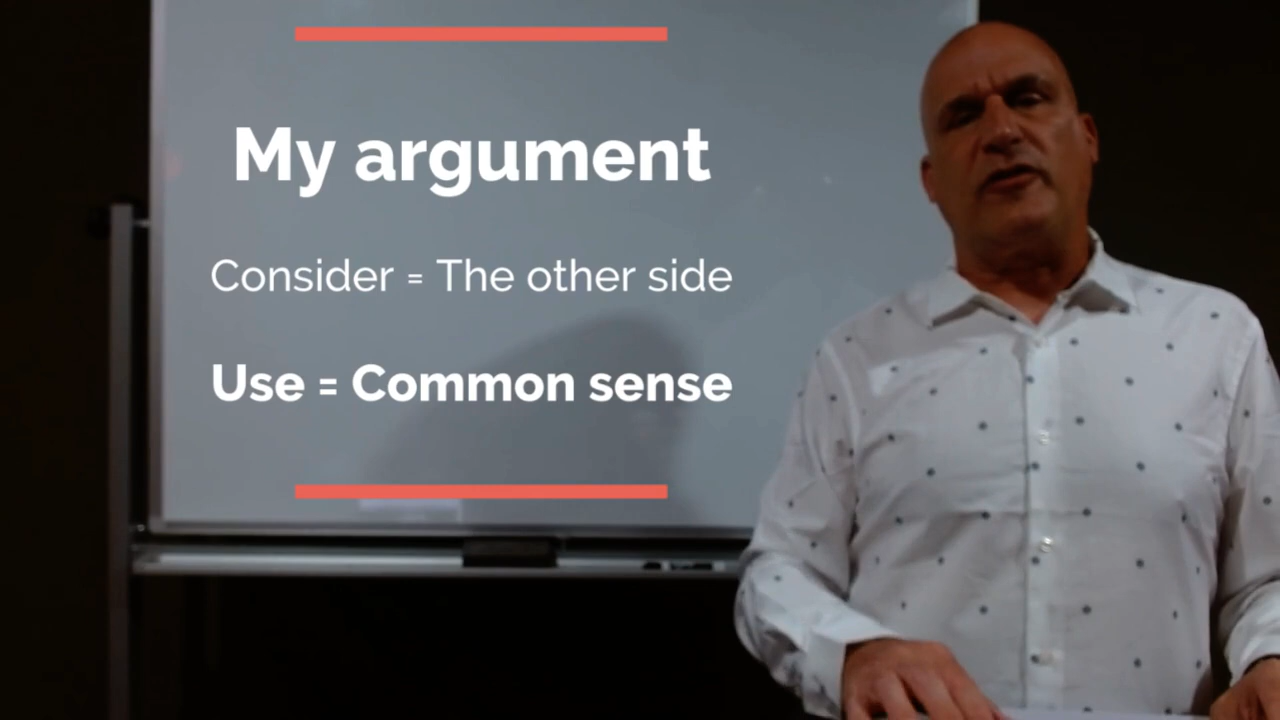 My argument
Consider = The other side
Use = Common sense